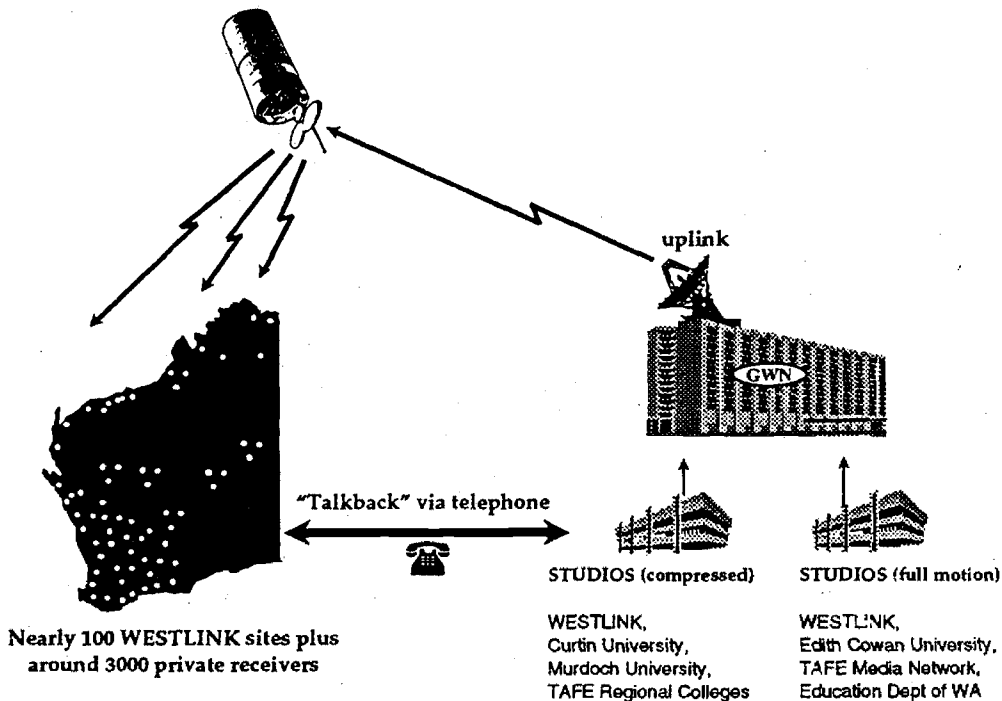 uplink
GWN
"Talkback" via telephone
Nearly 100 WESTLINK sites plus
around 3000 private receivers
STUDIOS (compressed)
WESTLINK,
Curtin University,
Murdoch University,
TAFE Regional Colleges
STUDIOS (full motion)
WESTLINK,
Edith Cowan University,
TAFE Media Network,
Education Dept of WA